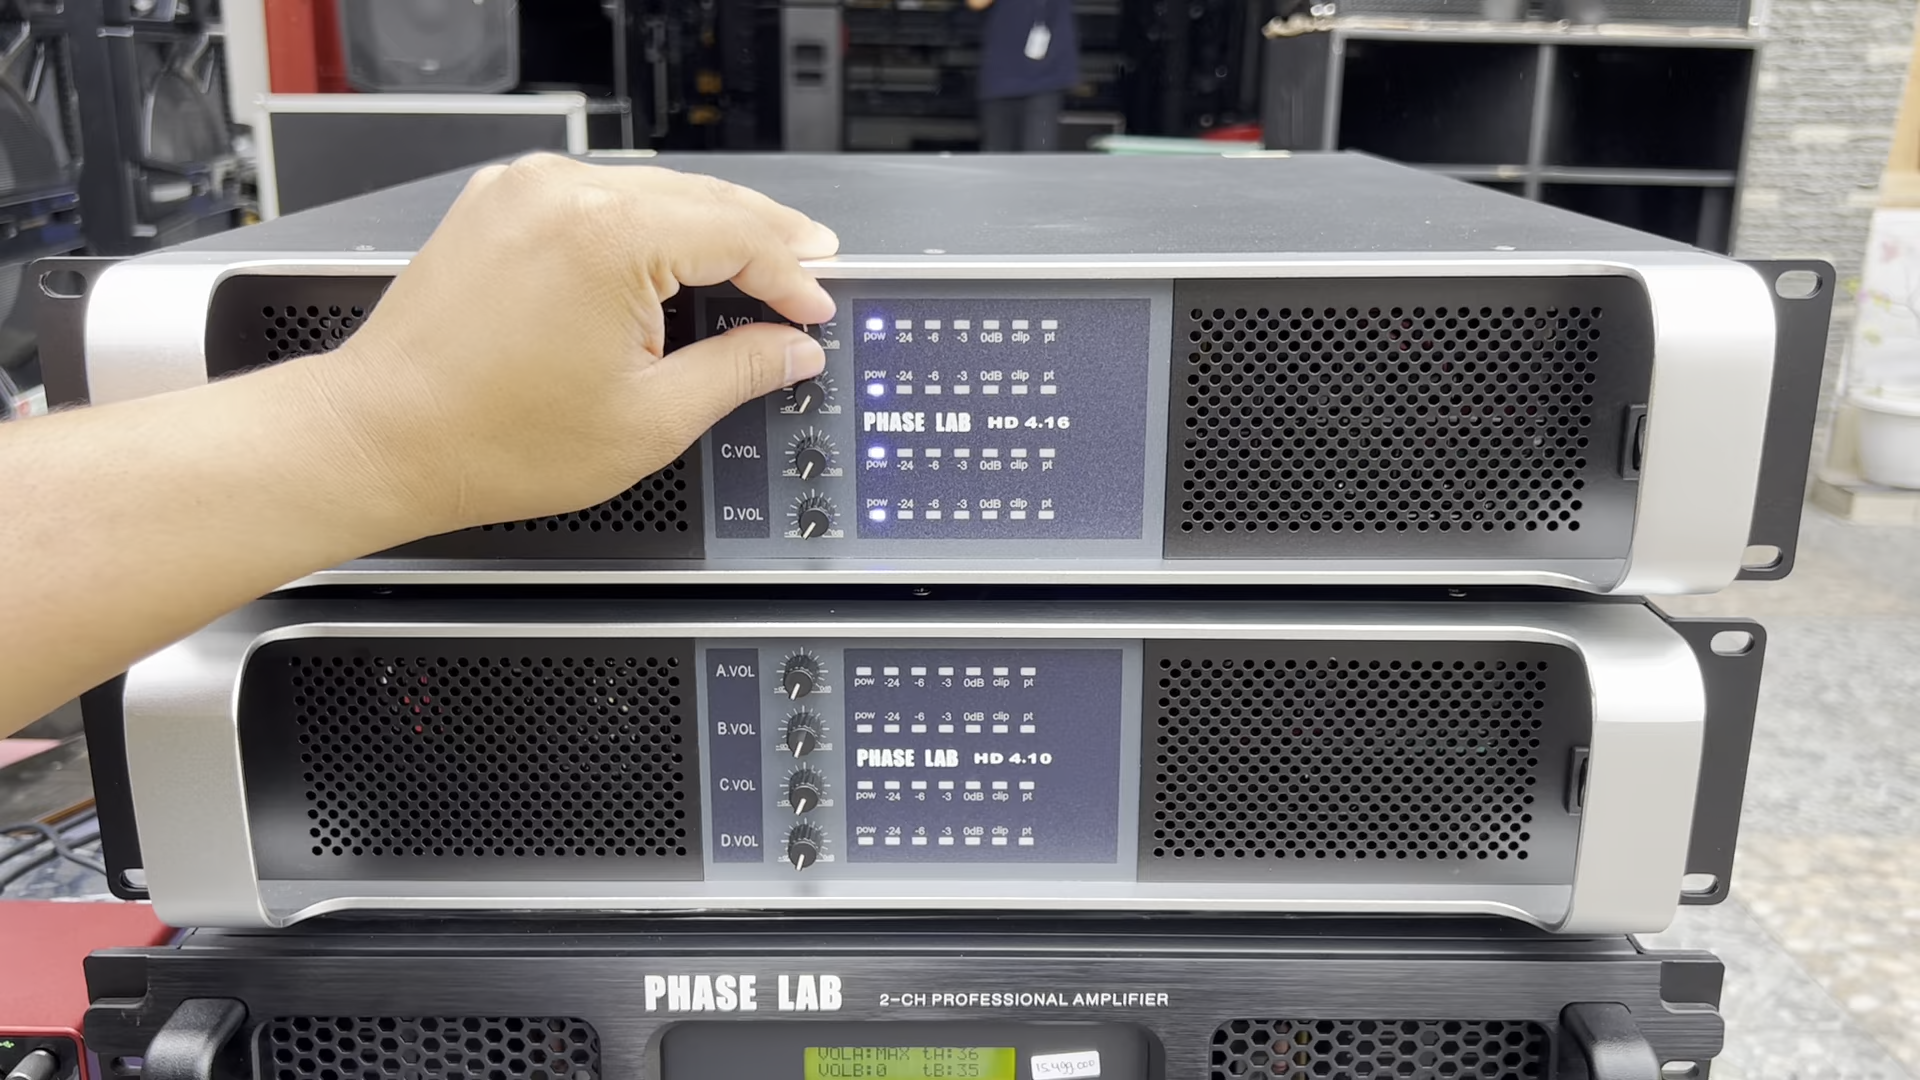 A.VOL
pow -24 -6 -3 0dB clip pt
pow -24 -6 -3 0dB clip pt
PHASE LAB HD 4.16
C.VOL
pow -24 -6 -3 0dB clip pt
D.VOL
pow -24 -6 -3 0dB clip pt
A.VOL
pow -24 -6 -3 0dB clip pt
B.VOL
pow -24 -6 -3 0dB clip pt
PHASE LAB HD 4.10
C.VOL
pow -24 -6 -3 0dB clip pt
D.VOL
pow -24 -6 -3 0dB clip pt
PHASE LAB 2-CH PROFESSIONAL AMPLIFIER
VOLA:MAX tA:36
VOLB:0 tB:35
15.499.000